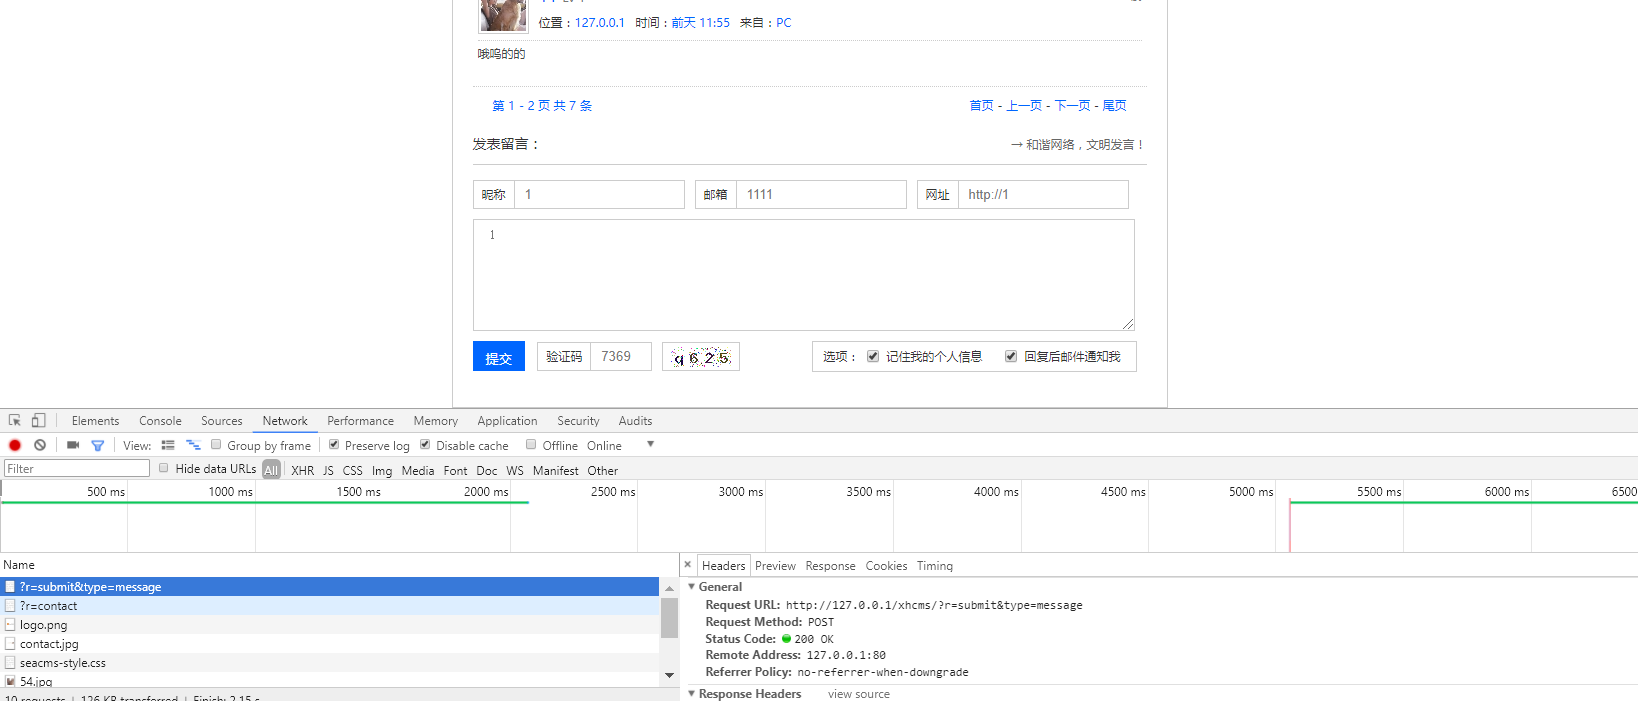 位置：127.0.0.1 时间：前天 11:55 来自：PC
哦呜的的
第 1 - 2 页 共 7 条 首页 - 上一页 - 下一页 - 尾页
发表留言： → 和谐网络，文明发言！
昵称 1 邮箱 1111 网址 http://1
1
提交 验证码 7369 q625 选项： 记住我的个人信息 回复后邮件通知我
Elements Console Sources Network Performance Memory Application Security Audits
View: Group by frame Preserve log Disable cache Offline Online
Filter Hide data URLs All XHR JS CSS Img Media Font Doc WS Manifest Other
500 ms 1000 ms 1500 ms 2000 ms 2500 ms 3000 ms 3500 ms 4000 ms 4500 ms 5000 ms 5500 ms 6000 ms 6500
Name × Headers Preview Response Cookies Timing
?r=submit&type=message
?r=contact
logo.png
contact.jpg
seacms-style.css
54.jpg
10 requests | 126 KB transferred | Finish: 2.15 s
General
Request URL: http://127.0.0.1/xhcms/?r=submit&type=message
Request Method: POST
Status Code: 200 OK
Remote Address: 127.0.0.1:80
Referrer Policy: no-referrer-when-downgrade
Response Headers view source